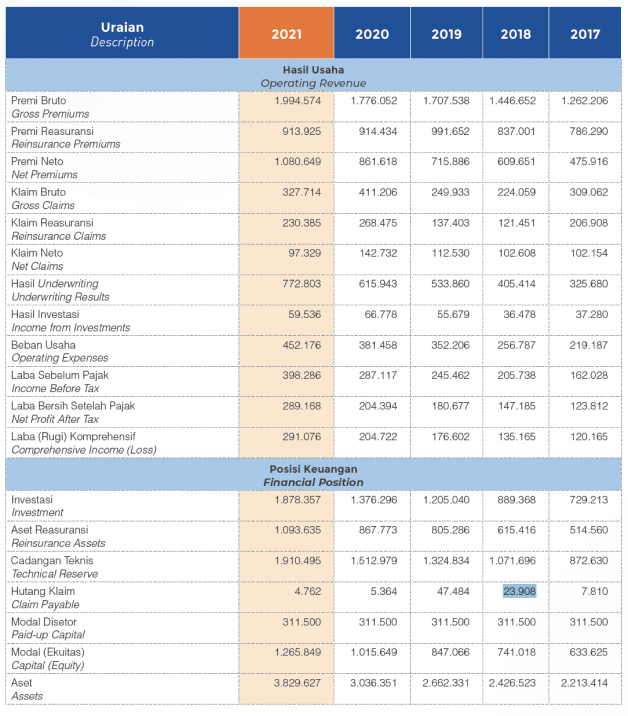 Uraian 2021 2020 2019 2018 2017
Description
Hasil Usaha
Operating Revenue
Premi Bruto 1.994.574 1.776.052 1.707.538 1.446.652 1.262.206
Gross Premiums
Premi Reasuransi 913.925 914.434 991.652 837.001 786.290
Reinsurance Premiums
Premi Neto 1.080.649 861.618 715.886 609.651 475.916
Net Premiums
Klaim Bruto 327.714 411.206 249.933 224.059 309.062
Gross Claims
Klaim Reasuransi 230.385 268.475 137.403 121.451 206.908
Reinsurance Claims
Klaim Neto 97.329 142.732 112.530 102.608 102.154
Net Claims
Hasil Underwriting 772.803 615.943 533.860 405.414 325.680
Underwriting Results
Hasil Investasi 59.536 66.778 55.679 36.478 37.280
Income from Investments
Beban Usaha 452.176 381.458 352.206 256.787 219.187
Operating Expenses
Laba Sebelum Pajak 398.286 287.117 245.462 205.738 162.028
Income Before Tax
Laba Bersih Setelah Pajak 289.168 204.394 180.677 147.185 123.812
Net Profit After Tax
Laba (Rugi) Komprehensif 291.076 204.722 176.602 135.165 120.165
Comprehensive Income (Loss)
Posisi Keuangan
Financial Position
Investasi 1.878.357 1.376.296 1.205.040 889.368 729.213
Investment
Aset Reasuransi 1.093.635 867.773 805.286 615.416 514.560
Reinsurance Assets
Cadangan Teknis 1.910.495 1.512.979 1.324.834 1.071.696 872.630
Technical Reserve
Hutang Klaim 4.762 5.364 47.484 23.908 7.810
Claim Payable
Modal Disetor 311.500 311.500 311.500 311.500 311.500
Paid-up Capital
Modal (Ekuitas) 1.265.849 1.015.649 847.066 741.018 633.625
Capital (Equity)
Aset 3.829.627 3.036.351 2.662.331 2.426.523 2.213.414
Assets